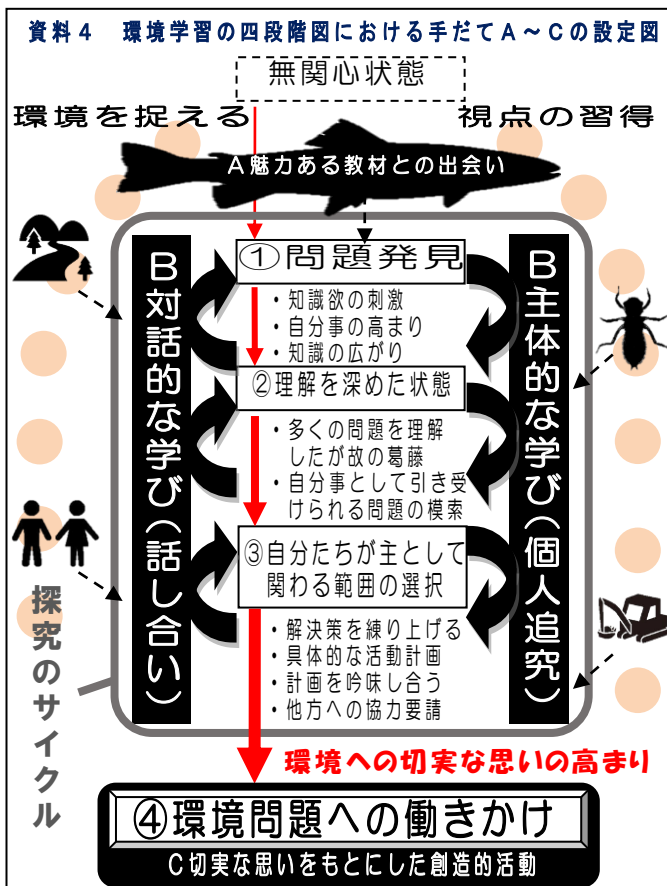 資料４　環境学習の四段階図における手だてＡ～Ｃの設定図
無関心状態
環境を捉える　視点の習得
Ａ魅力ある教材との出会い
Ｂ対話的な学び（話し合い）
Ｂ主体的な学び（個人追究）
①問題発見
・知識欲の刺激
・自分事の高まり
・知識の広がり
②理解を深めた状態
・多くの問題を理解
したが故の葛藤
・自分事として引き受
けられる問題の模索
③自分たちが主として
関わる範囲の選択
・解決策を練り上げる
・具体的な活動計画
・計画を吟味し合う
・他方への協力要請
探究のサイクル
環境への切実な思いの高まり
④環境問題への働きかけ
Ｃ切実な思いをもとにした創造的活動